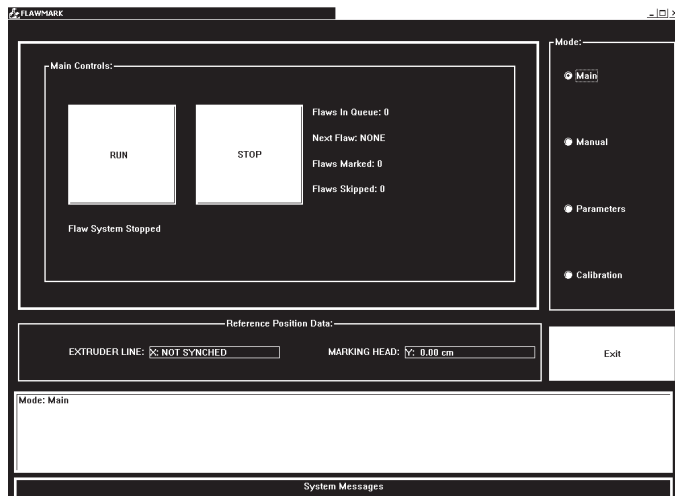 FLAWMARK
Mode:
Main Controls:
RUN
STOP
Flaws In Queue: 0
Next Flaw: NONE
Flaws Marked: 0
Flaws Skipped: 0
Flaw System Stopped
Main
Manual
Parameters
Calibration
Reference Position Data:
EXTRUDER LINE: X: NOT SYNCHED
MARKING HEAD: Y: 0.00 cm
Exit
Mode: Main
System Messages